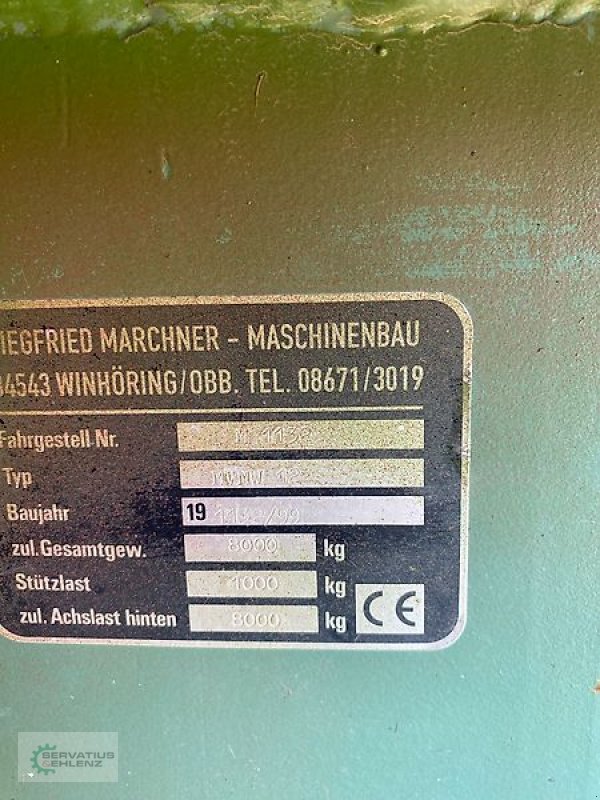 IEGFRIED MARCHNER - MASCHINENBAU
4543 WINHÖRING/OBB. TEL. 08671/3019
Fahrgestell Nr.
Typ
Baujahr 19
zul. Gesamtgew. 8000 kg
Stützlast 1000 kg
zul. Achslast hinten 8000 kg
CE
SERVATIUS
&EHLENZ